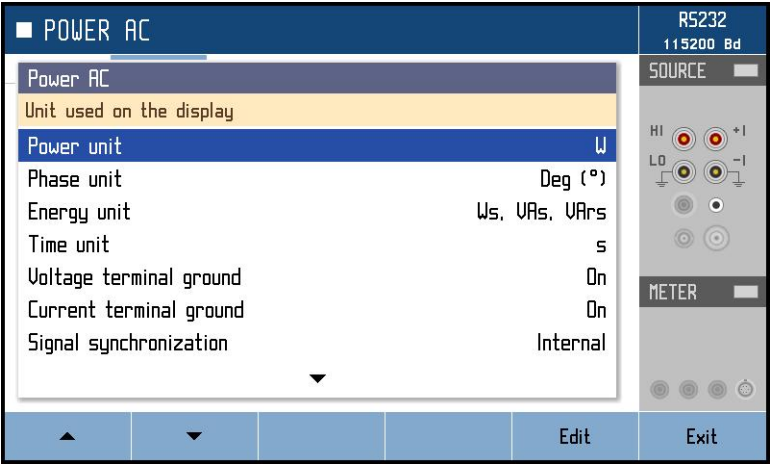 ■ POWER AC
RS232
115200 Bd
Power AC
Unit used on the display
Power unit W
Phase unit Deg (°)
Energy unit Ws, VAs, VArs
Time unit s
Voltage terminal ground On
Current terminal ground On
Signal synchronization Internal
SOURCE
HI +I
LO -I
METER
Edit
Exit